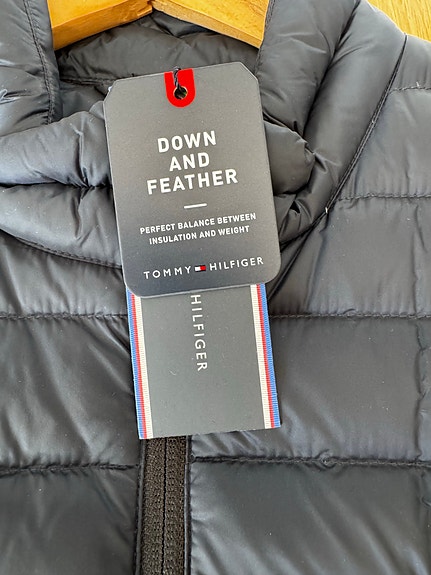 DOWN
AND
FEATHER
PERFECT BALANCE BETWEEN
INSULATION AND WEIGHT
TOMMY HILFIGER
HILFIGER